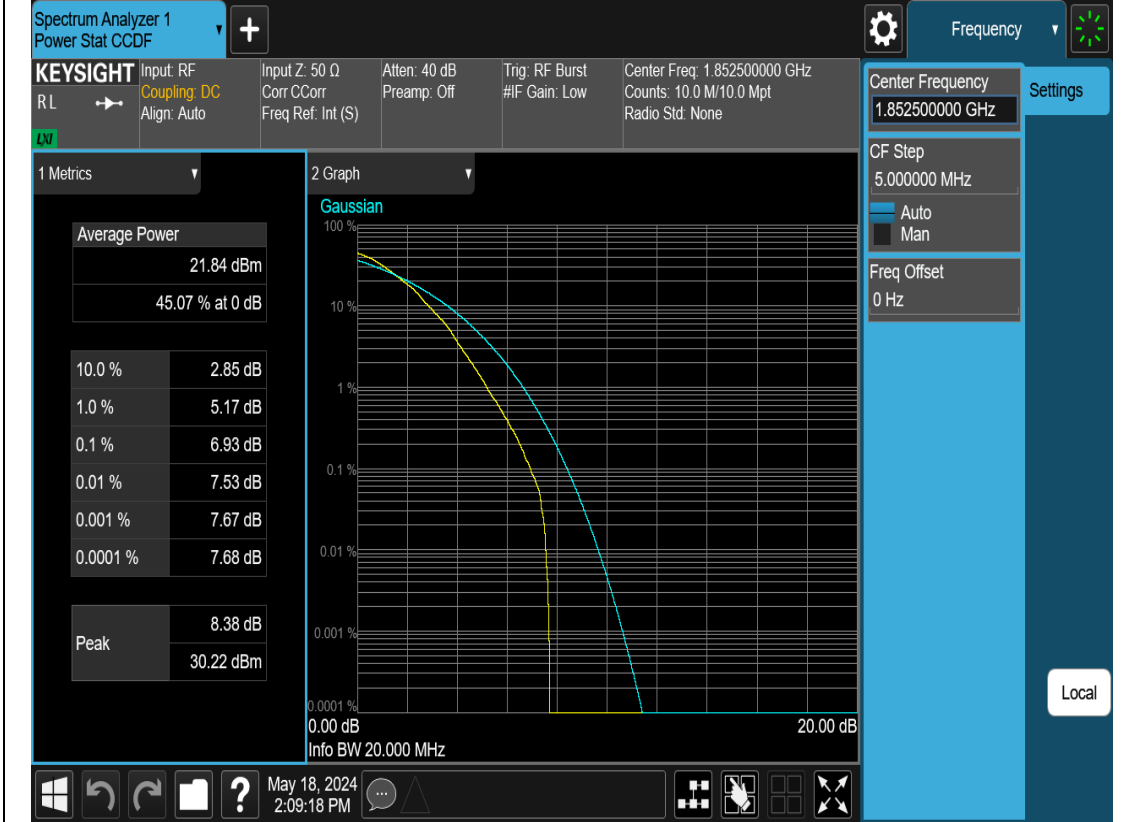 Spectrum Analyzer 1
Power Stat CCDF
▼
+
Frequency
▼
KEYSIGHT
RL
LXI
Input: RF
Coupling: DC
Align: Auto
Input Z: 50 Ω
Corr CCorr
Freq Ref: Int (S)
Atten: 40 dB
Preamp: Off
Trig: RF Burst
#IF Gain: Low
Center Freq: 1.852500000 GHz
Counts: 10.0 M/10.0 Mpt
Radio Std: None
Center Frequency
1.852500000 GHz
Settings
CF Step
5.000000 MHz
Auto
Man
Freq Offset
0 Hz
Local
1 Metrics
▼
Average Power
21.84 dBm
45.07 % at 0 dB
10.0 % 2.85 dB
1.0 % 5.17 dB
0.1 % 6.93 dB
0.01 % 7.53 dB
0.001 % 7.67 dB
0.0001 % 7.68 dB
Peak
8.38 dB
30.22 dBm
2 Graph
▼
Gaussian
100 %
10 %
1 %
0.1 %
0.01 %
0.001 %
0.0001 %
0.00 dB
20.00 dB
Info BW 20.000 MHz
?
May 18, 2024
2:09:18 PM